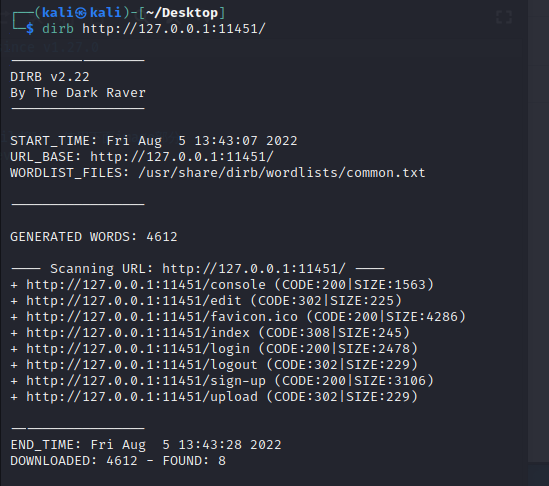 ┌──(kali㉿kali)-[~/Desktop]
└─$ dirb http://127.0.0.1:11451/
-----------------
DIRB v2.22
By The Dark Raver
-----------------
START_TIME: Fri Aug  5 13:43:07 2022
URL_BASE: http://127.0.0.1:11451/
WORDLIST_FILES: /usr/share/dirb/wordlists/common.txt
-----------------
GENERATED WORDS: 4612
---- Scanning URL: http://127.0.0.1:11451/ ----
+ http://127.0.0.1:11451/console (CODE:200|SIZE:1563)
+ http://127.0.0.1:11451/edit (CODE:302|SIZE:225)
+ http://127.0.0.1:11451/favicon.ico (CODE:200|SIZE:4286)
+ http://127.0.0.1:11451/index (CODE:308|SIZE:245)
+ http://127.0.0.1:11451/login (CODE:200|SIZE:2478)
+ http://127.0.0.1:11451/logout (CODE:302|SIZE:229)
+ http://127.0.0.1:11451/sign-up (CODE:200|SIZE:3106)
+ http://127.0.0.1:11451/upload (CODE:302|SIZE:229)
-----------------
END_TIME: Fri Aug  5 13:43:28 2022
DOWNLOADED: 4612 - FOUND: 8